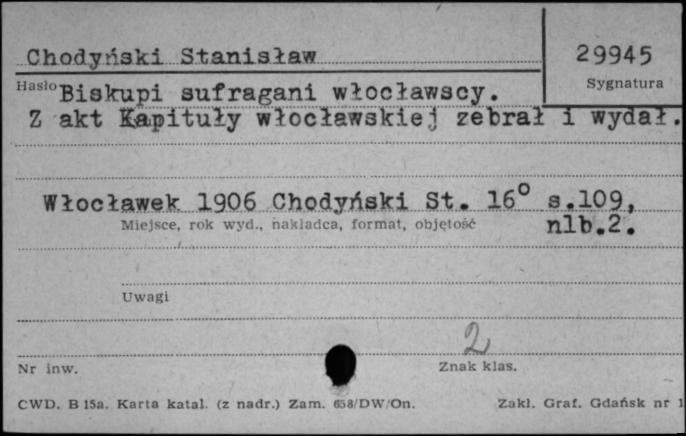 Chodyński Stanisław 29945
Hasło Biskupi sufragani włocławscy. Sygnatura
Z akt Kapituły włocławskiej zebrał i wydał.
Włocławek 1906 Chodyński St. 16° s.109,
Miejsce, rok wyd., nakładca, format, objętość nlb.2.
Uwagi
2
Nr inw. Znak klas.
CWD. B 15a. Karta katal. (z nadr.) Zam. 658/DW/On. Zakł. Graf. Gdańsk nr 1